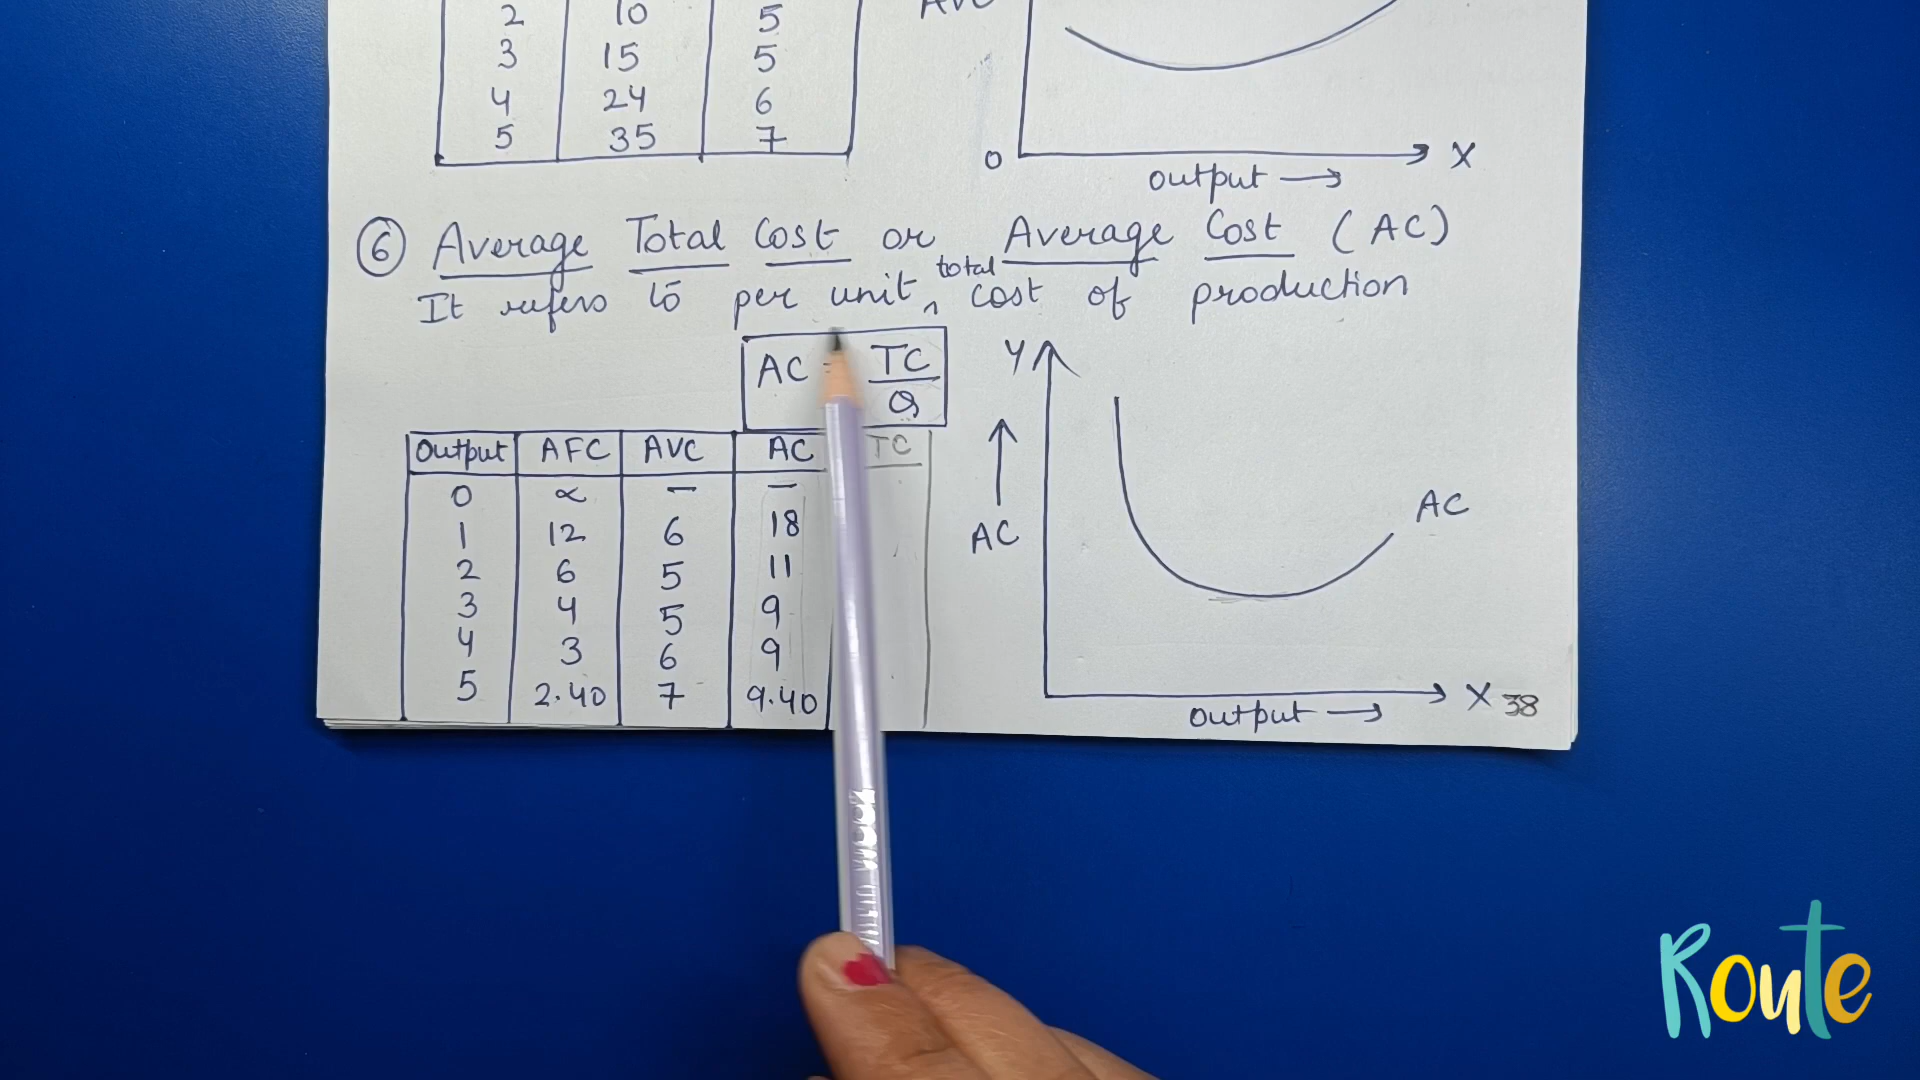 AVC
2 10 5
3 15 5
4 24 6
5 35 7
0
X
output →
⑥ Average Total Cost or Average Cost (AC)
It refers to per unit ^ total cost of production
AC = TC/Q
Output AFC AVC AC TC
0 ∝ — —
1 12 6 18
2 6 5 11
3 4 5 9
4 3 6 9
5 2.40 7 9.40
Y
AC
AC
X
output →
38
Route